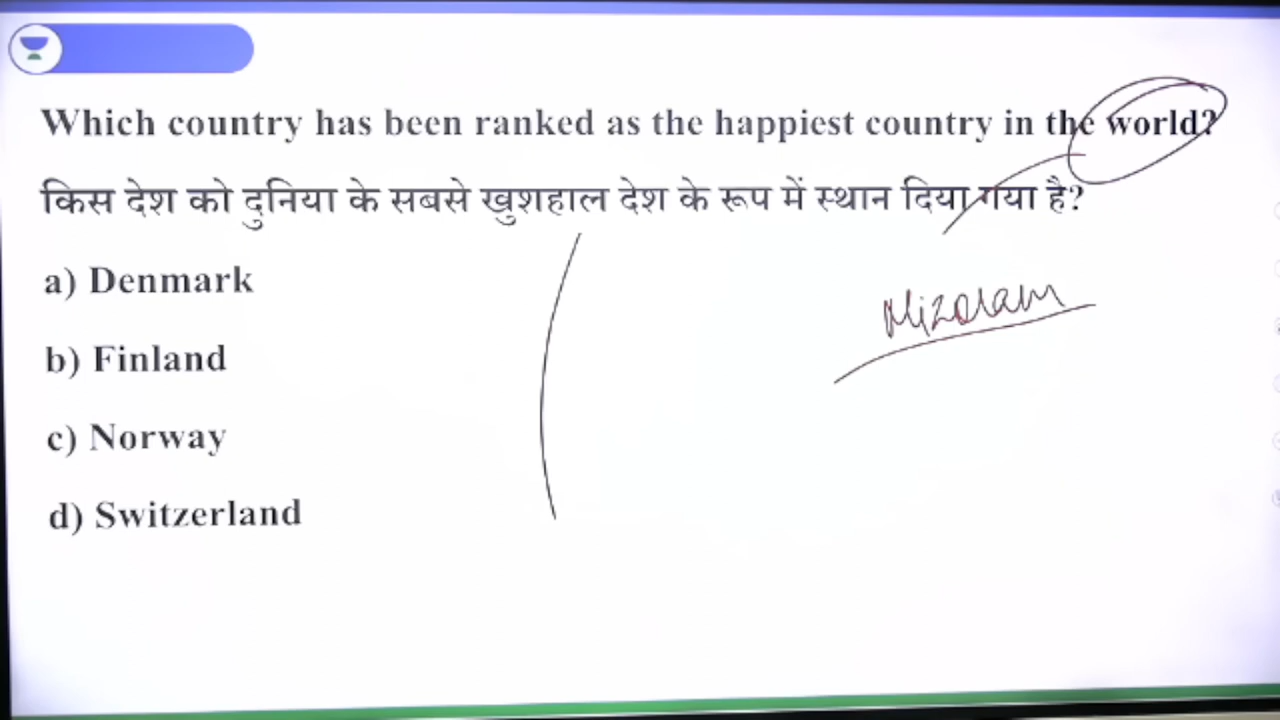 Which country has been ranked as the happiest country in the world?
किस देश को दुनिया के सबसे खुशहाल देश के रूप में स्थान दिया गया है?
a) Denmark
Mizoram
b) Finland
c) Norway
d) Switzerland